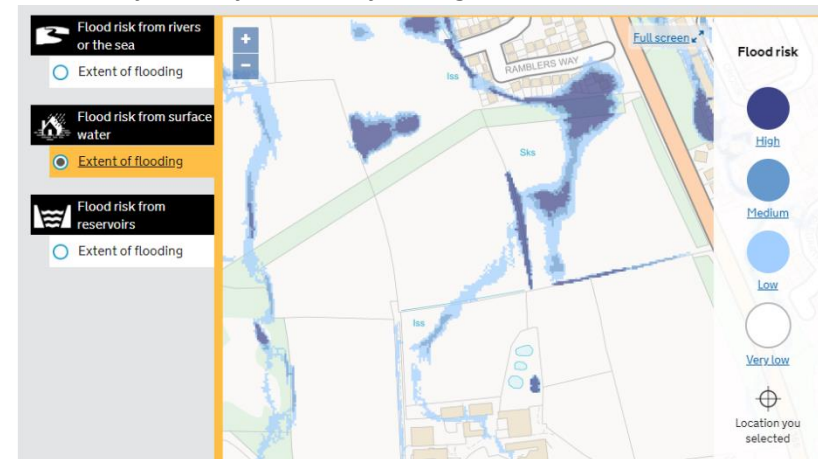 Flood risk from rivers
or the sea
Extent of flooding
Flood risk from surface
water
Extent of flooding
Flood risk from
reservoirs
Extent of flooding
+
−
Full screen
RAMBLERS WAY
Iss
Sks
Iss
Flood risk
High
Medium
Low
Very low
Location you
selected